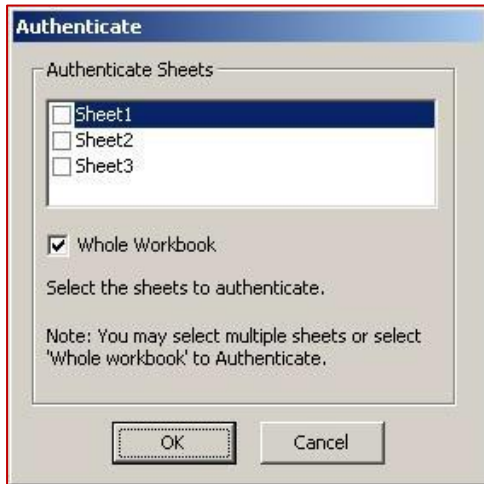 Authenticate
Authenticate Sheets
Sheet1
Sheet2
Sheet3
Whole Workbook
Select the sheets to authenticate.
Note: You may select multiple sheets or select
'Whole workbook' to Authenticate.
OK
Cancel